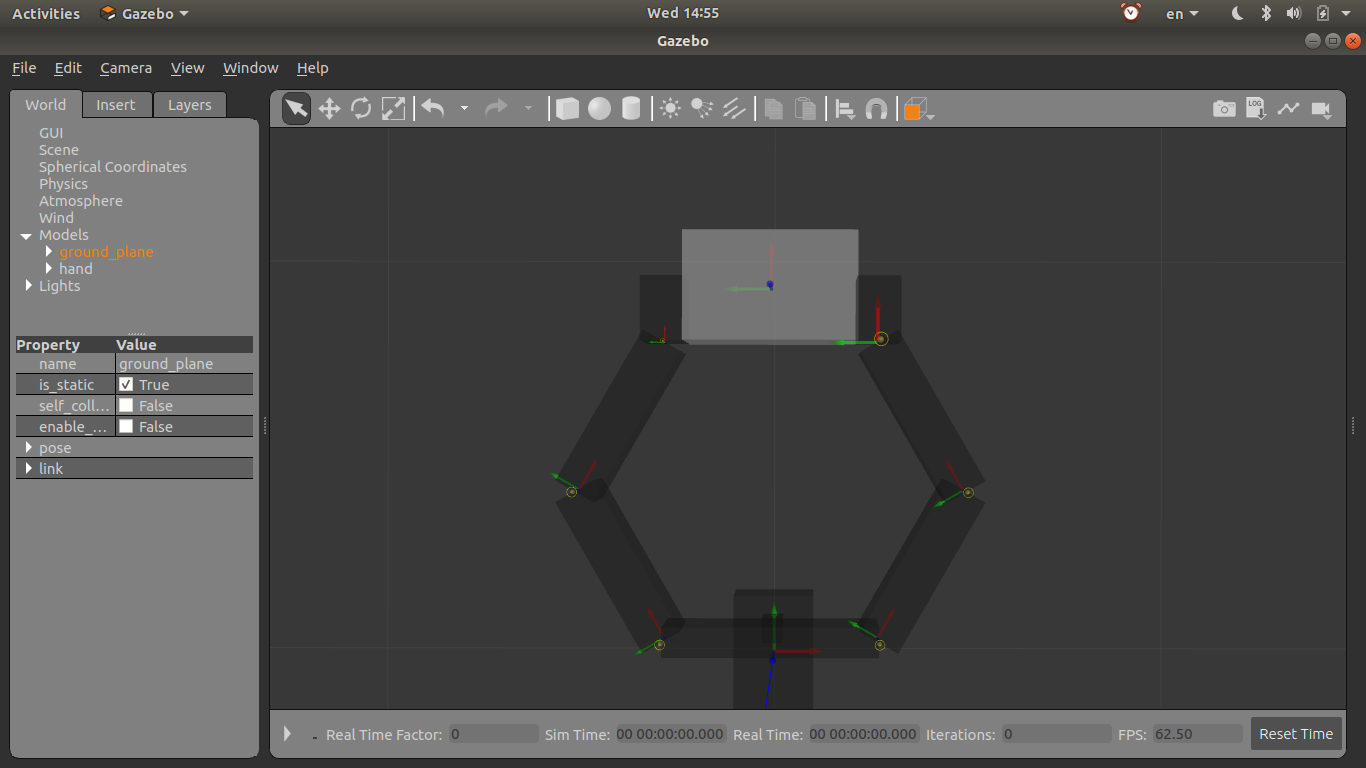 Activities Gazebo Wed 14:55 en
Gazebo
File Edit Camera View Window Help
World Insert Layers
LOG
GUI
Scene
Spherical Coordinates
Physics
Atmosphere
Wind
Models
ground_plane
hand
Lights
Property Value
name ground_plane
is_static True
self_coll... False
enable_... False
pose
link
Real Time Factor: 0 Sim Time: 00 00:00:00.000 Real Time: 00 00:00:00.000 Iterations: 0 FPS: 62.50 Reset Time